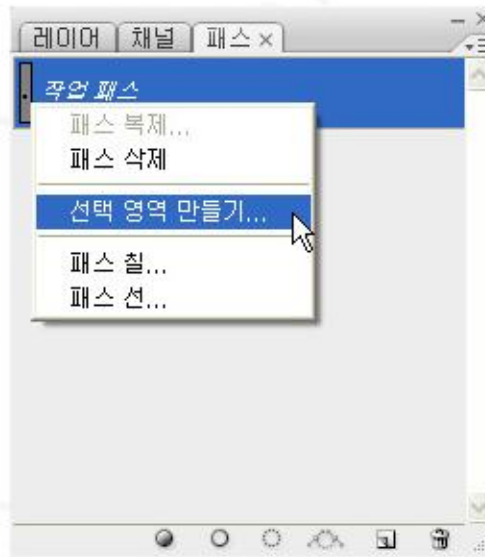 레이어 채널 패스 ×
작업 패스
패스 복제...
패스 삭제
선택 영역 만들기...
패스 칠...
패스 선...